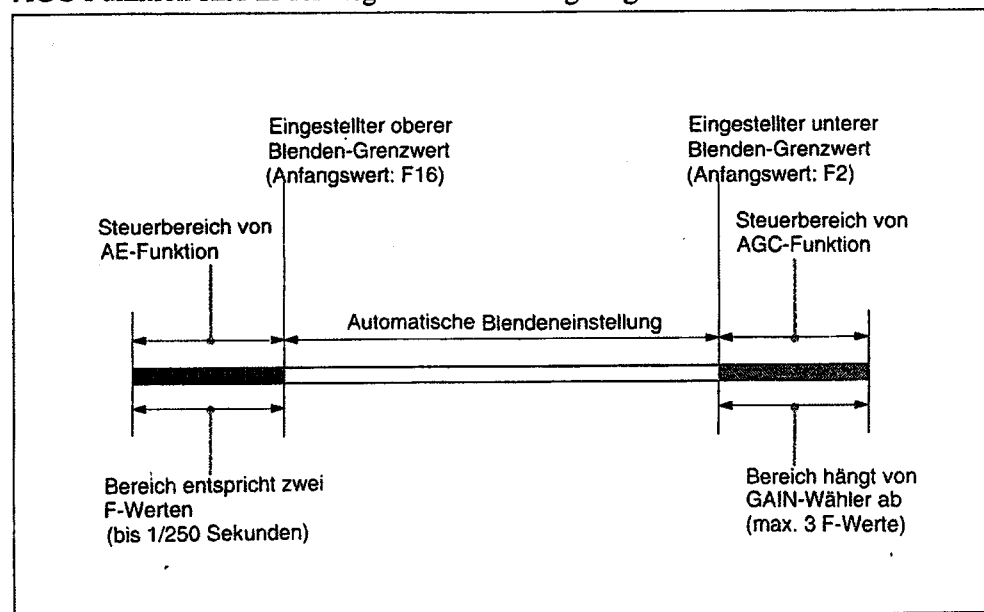 Eingestellter oberer
Blenden-Grenzwert
(Anfangswert: F16)
Eingestellter unterer
Blenden-Grenzwert
(Anfangswert: F2)
Steuerbereich von
AE-Funktion
Steuerbereich von
AGC-Funktion
Automatische Blendeneinstellung
Bereich entspricht zwei
F-Werten
(bis 1/250 Sekunden)
Bereich hängt von
GAIN-Wähler ab
(max. 3 F-Werte)